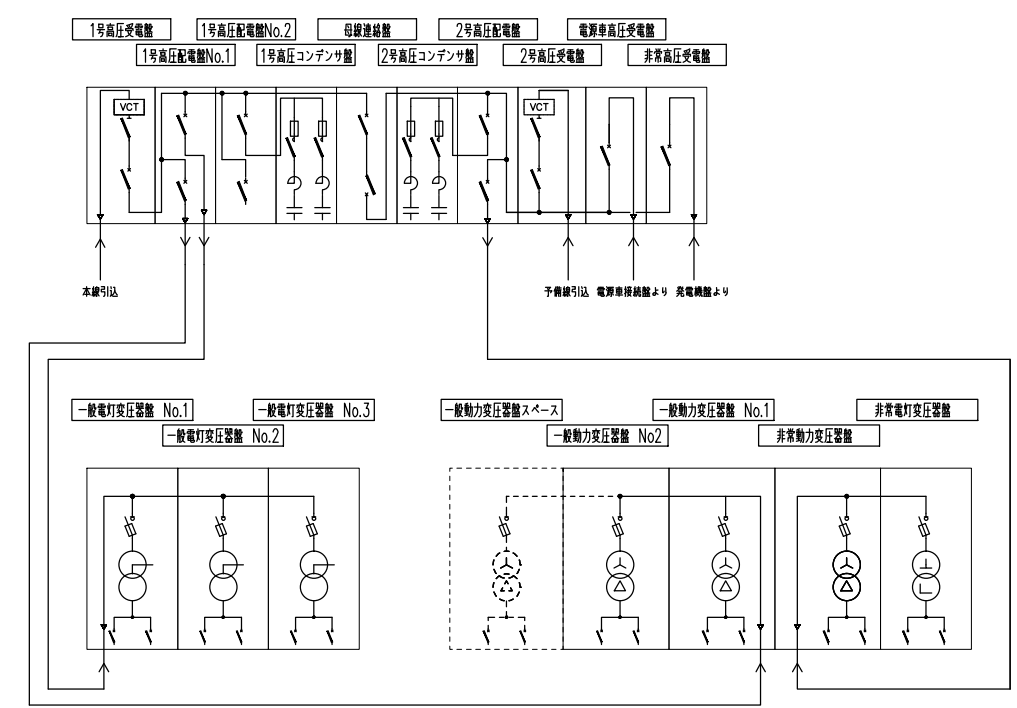 1号高圧受電盤
1号高圧配電盤No.2
母線連絡盤
2号高圧配電盤
電源車高圧受電盤
1号高圧配電盤No.1
1号高圧コンデンサ盤
2号高圧コンデンサ盤
2号高圧受電盤
非常高圧受電盤
VCT
VCT
本線引込
予備線引込
電源車接続盤より
発電機盤より
一般電灯変圧器盤 No.1
一般電灯変圧器盤 No.3
一般動力変圧器盤スペース
一般動力変圧器盤 No.1
非常電灯変圧器盤
一般電灯変圧器盤 No.2
一般動力変圧器盤 No2
非常動力変圧器盤